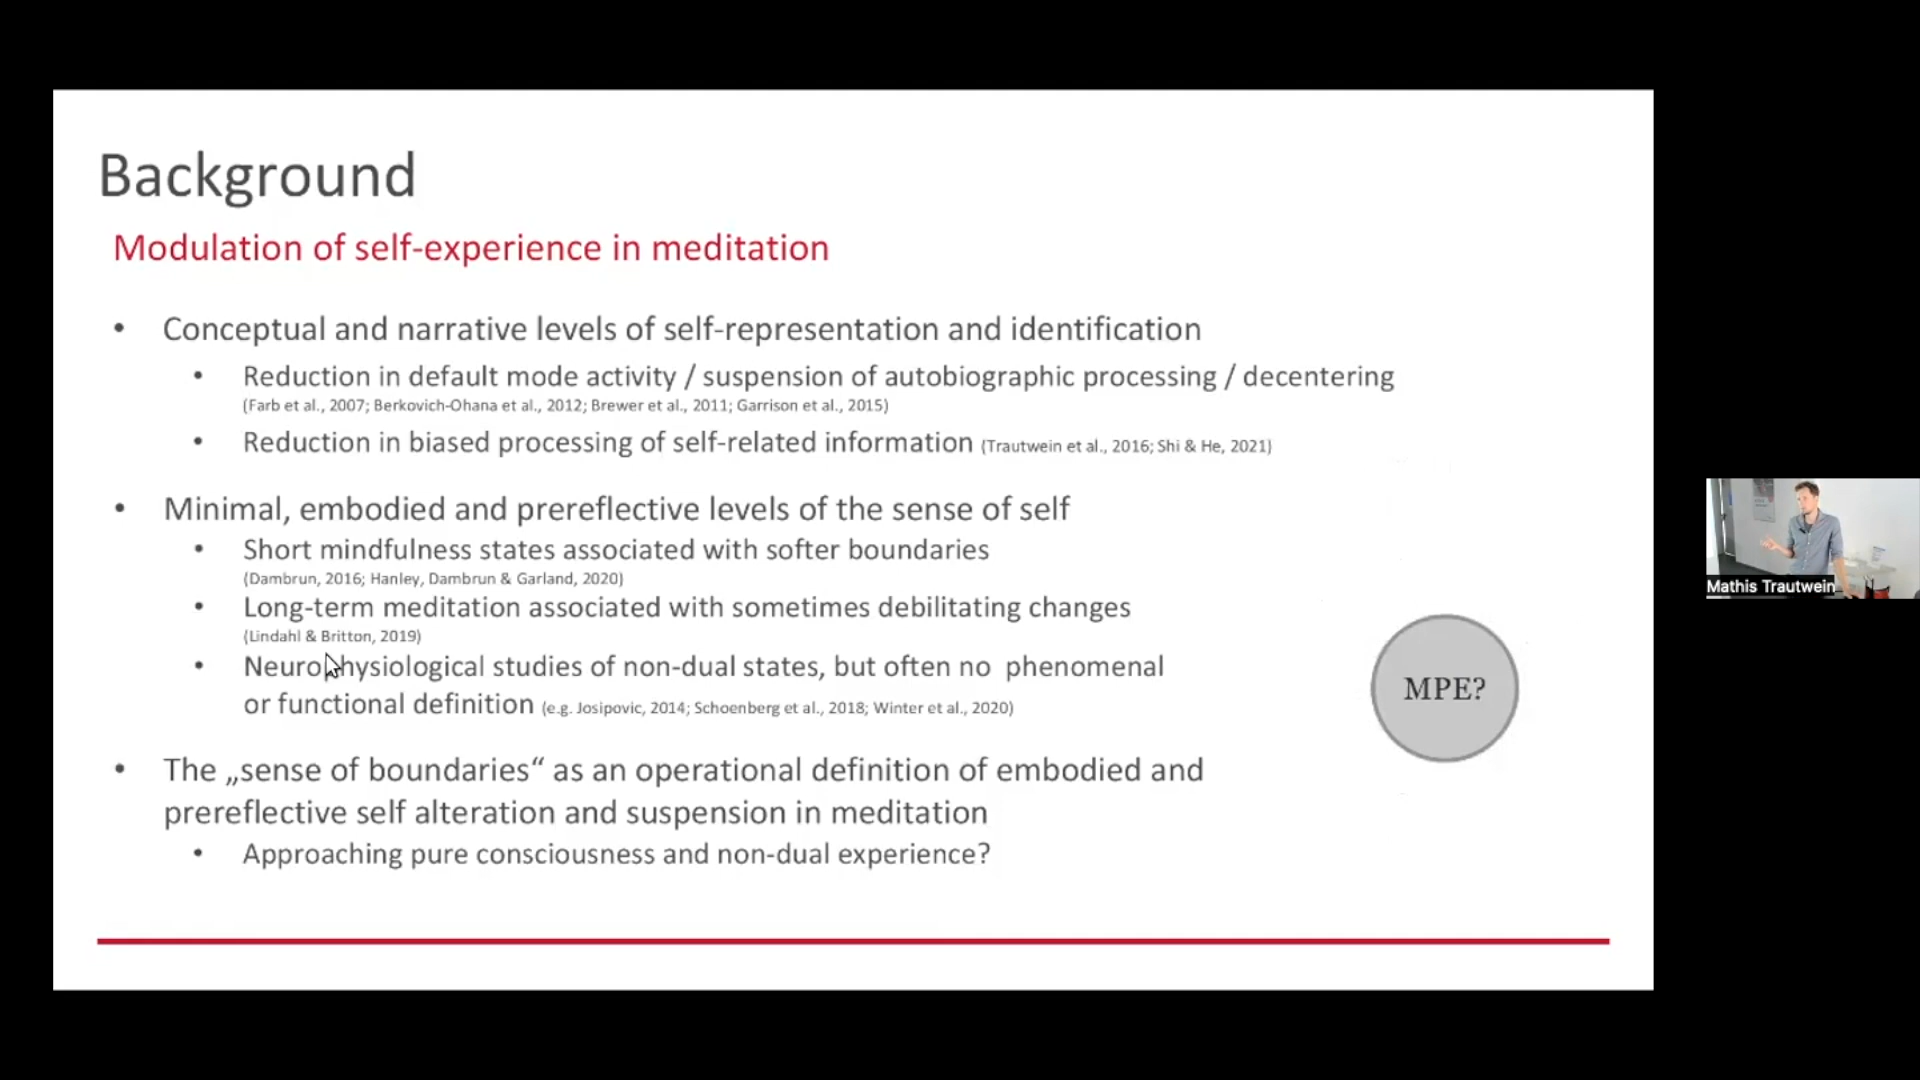 Background
Modulation of self-experience in meditation
• Conceptual and narrative levels of self-representation and identification
• Reduction in default mode activity / suspension of autobiographic processing / decentering
(Farb et al., 2007; Berkovich-Ohana et al., 2012; Brewer et al., 2011; Garrison et al., 2015)
• Reduction in biased processing of self-related information (Trautwein et al., 2016; Shi & He, 2021)
• Minimal, embodied and prereflective levels of the sense of self
• Short mindfulness states associated with softer boundaries
(Dambrun, 2016; Hanley, Dambrun & Garland, 2020)
• Long-term meditation associated with sometimes debilitating changes
(Lindahl & Britton, 2019)
• Neurophysiological studies of non-dual states, but often no phenomenal
or functional definition (e.g. Josipovic, 2014; Schoenberg et al., 2018; Winter et al., 2020)
MPE?
• The „sense of boundaries“ as an operational definition of embodied and
prereflective self alteration and suspension in meditation
• Approaching pure consciousness and non-dual experience?
Mathis Trautwein